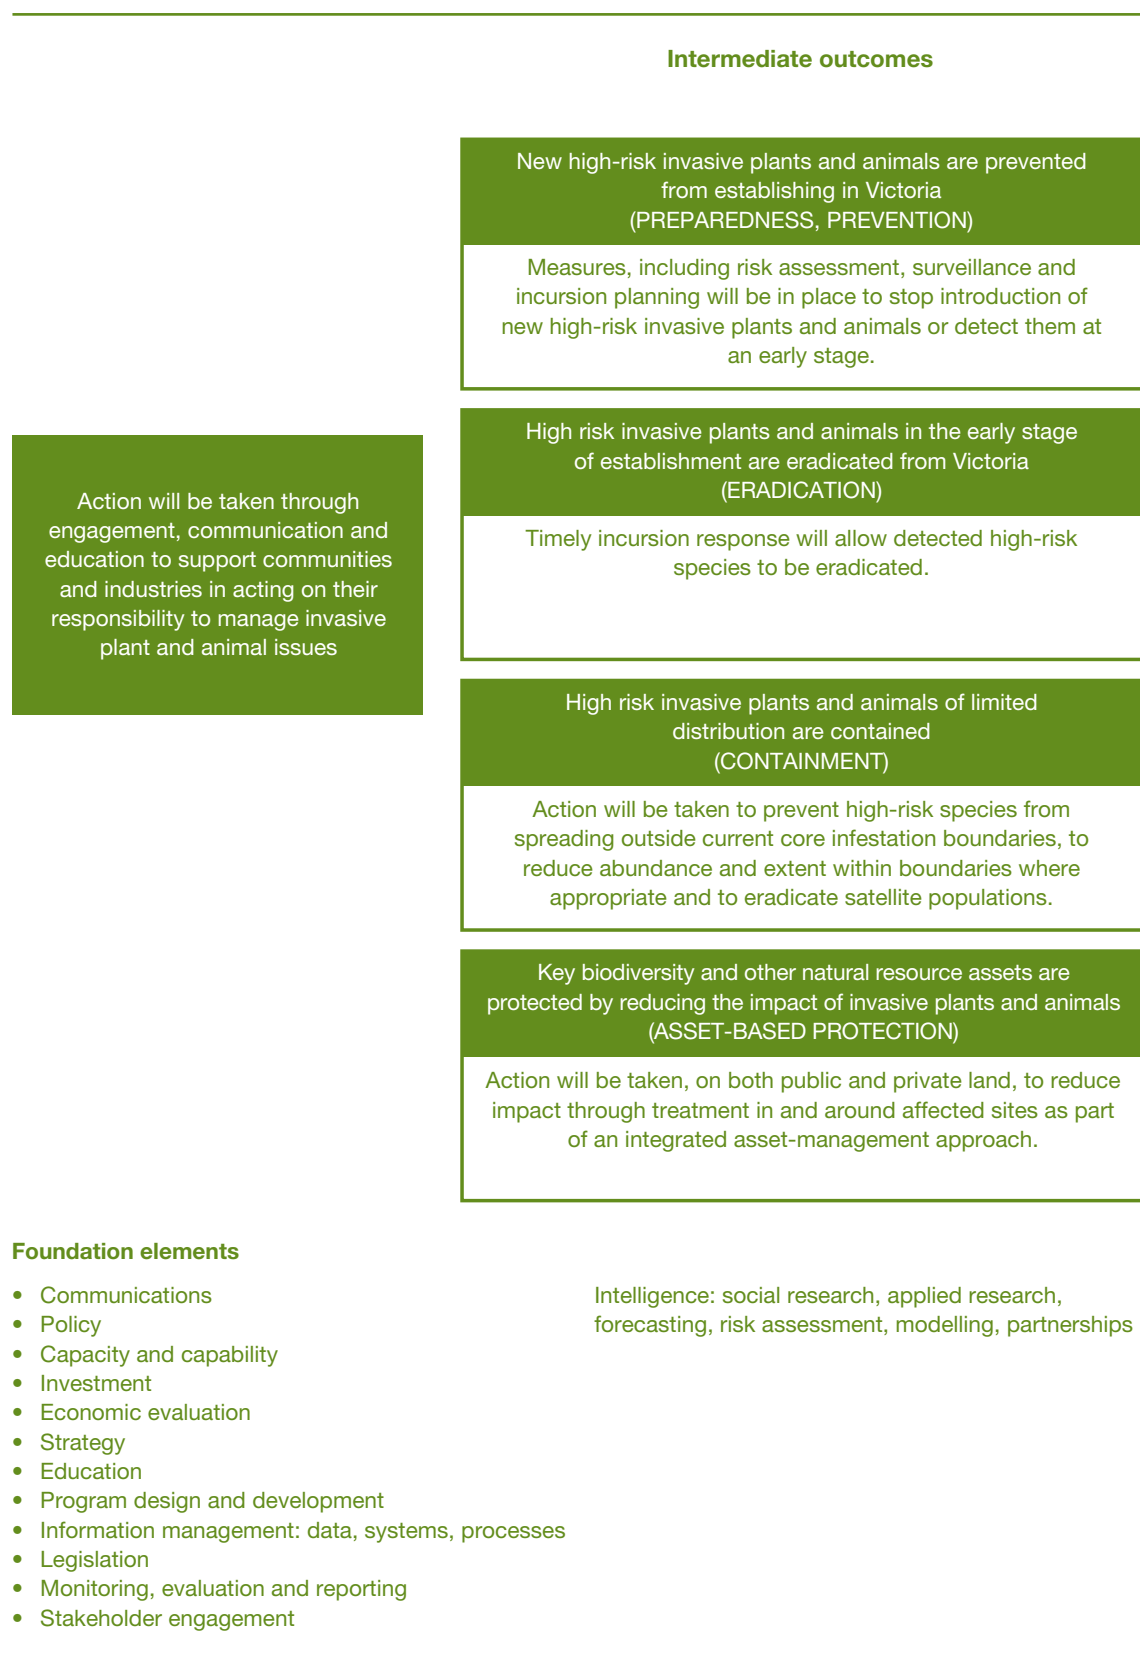 Intermediate outcomes
New high-risk invasive plants and animals are prevented
from establishing in Victoria
(PREPAREDNESS, PREVENTION)
Measures, including risk assessment, surveillance and
incursion planning will be in place to stop introduction of
new high-risk invasive plants and animals or detect them at
an early stage.
High risk invasive plants and animals in the early stage
of establishment are eradicated from Victoria
(ERADICATION)
Timely incursion response will allow detected high-risk
species to be eradicated.
Action will be taken through
engagement, communication and
education to support communities
and industries in acting on their
responsibility to manage invasive
plant and animal issues
High risk invasive plants and animals of limited
distribution are contained
(CONTAINMENT)
Action will be taken to prevent high-risk species from
spreading outside current core infestation boundaries, to
reduce abundance and extent within boundaries where
appropriate and to eradicate satellite populations.
Key biodiversity and other natural resource assets are
protected by reducing the impact of invasive plants and animals
(ASSET-BASED PROTECTION)
Action will be taken, on both public and private land, to reduce
impact through treatment in and around affected sites as part
of an integrated asset-management approach.
Foundation elements
• Communications
• Policy
• Capacity and capability
• Investment
• Economic evaluation
• Strategy
• Education
• Program design and development
• Information management: data, systems, processes
• Legislation
• Monitoring, evaluation and reporting
• Stakeholder engagement
Intelligence: social research, applied research,
forecasting, risk assessment, modelling, partnerships